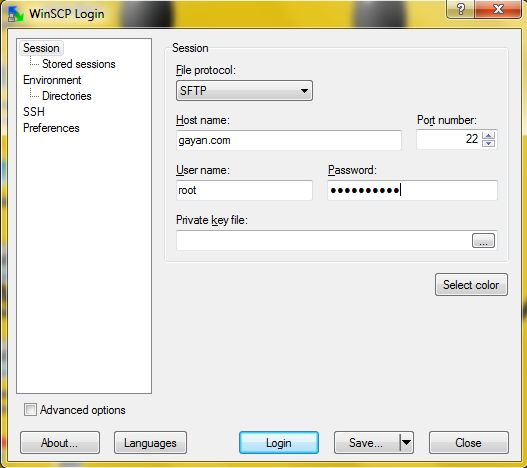 WinSCP Login
Session
Stored sessions
Environment
Directories
SSH
Preferences
Session
File protocol:
SFTP
Host name:
Port number:
gayan.com
22
User name:
Password:
root
●●●●●●●●●●
Private key file:
...
Select color
Advanced options
About...
Languages
Login
Save...
Close